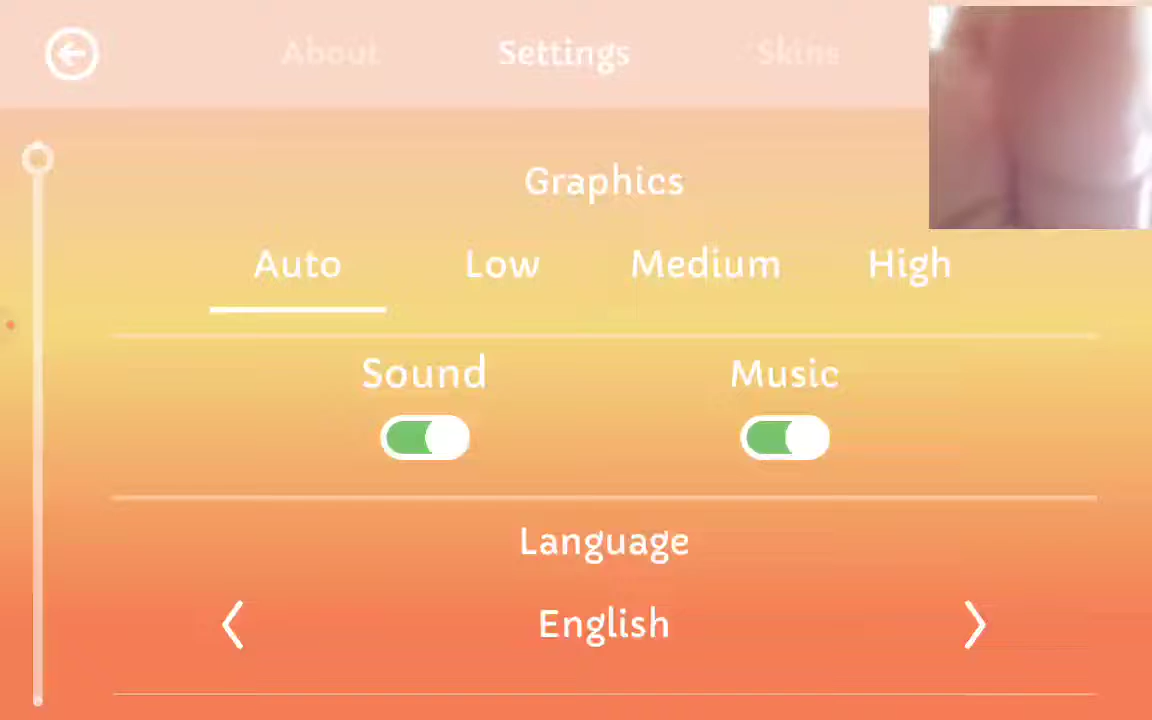 About Settings Skins
Graphics
Auto Low Medium High
Sound Music
Language
English